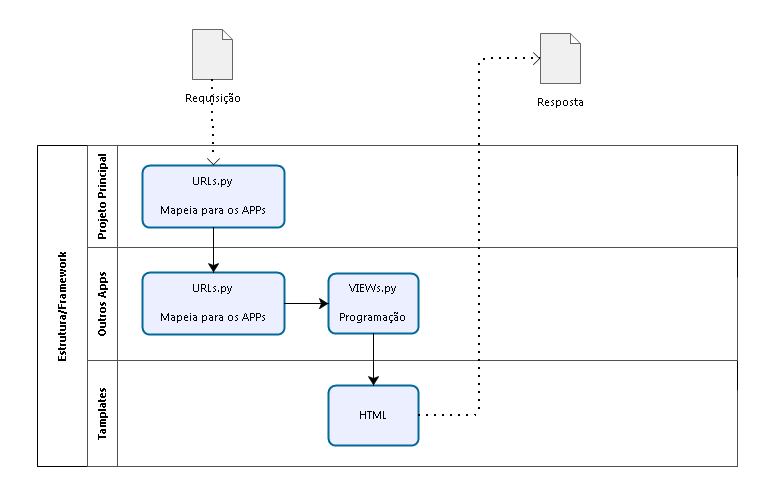 Requisição
Resposta
Estrutura/Framework
Projeto Principal
URLs.py
Mapeia para os APPs
Outros Apps
URLs.py
Mapeia para os APPs
VIEWs.py
Programação
Tamplates
HTML